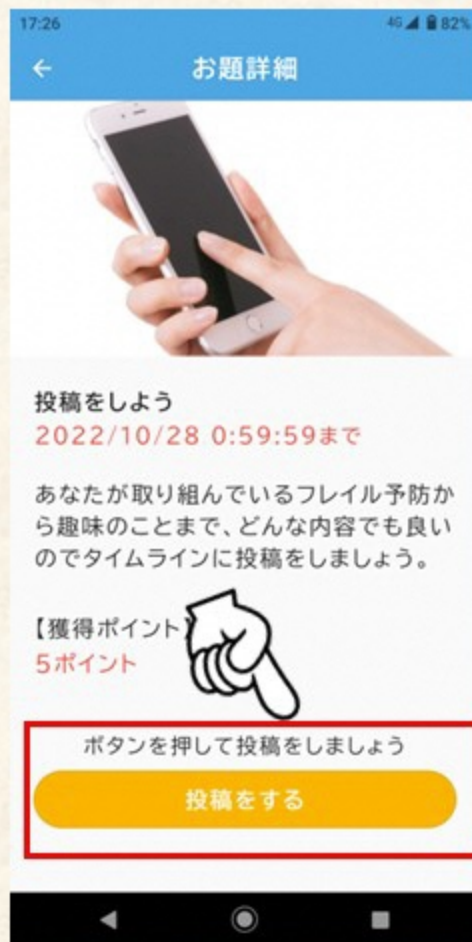 17:26 4G 82%
お題詳細
投稿をしよう
2022/10/28 0:59:59まで
あなたが取り組んでいるフレイル予防か
ら趣味のことまで、どんな内容でも良い
のでタイムラインに投稿をしましょう。
【獲得ポイント】
5ポイント
ボタンを押して投稿をしましょう
投稿をする